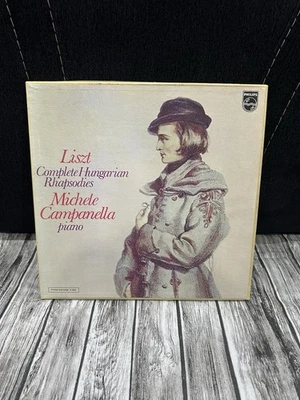 PHILIPS
Liszt
Complete Hungarian
Rhapsodies
Michele
Campanella
piano